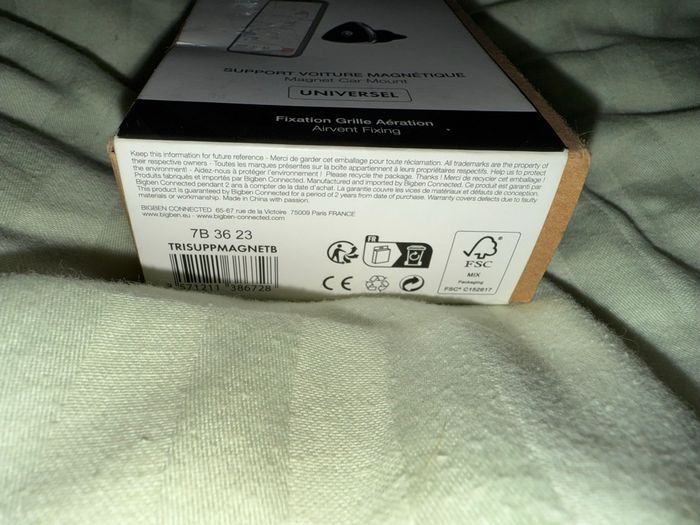 SUPPORT VOITURE MAGNÉTIQUE
Magnet Car Mount
UNIVERSEL
Fixation Grille Aération
Airvent Fixing
Keep this information for future reference - Merci de garder cet emballage pour toute réclamation. All trademarks are the property of
their respective owners - Toutes les marques présentes sur la boîte appartiennent à leurs propriétaires respectifs. Help us to protect
the environment! - Aidez-nous à protéger l'environnement ! Please recycle the package. Thanks ! Merci de recycler cet emballage !
Produits fabriqués et importés par Bigben Connected. Manufactured and imported by Bigben Connected. Ce produit est garanti par
Bigben Connected pendant 2 ans à compter de la date d'achat. La garantie couvre les vices de matériaux et défauts de conception.
This product is guaranteed by Bigben Connected for a period of 2 years from date of purchase. Warranty covers defects due to faulty
materials or workmanship. Made in China with passion.
BIGBEN CONNECTED 65-67 rue de la Victoire 75009 Paris FRANCE
www.bigben.eu - www.bigben-connected.com
7B 36 23
TRISUPPMAGNETB
3 571211 386728
FR
CE
FSC
MIX
Packaging
FSC® C152817